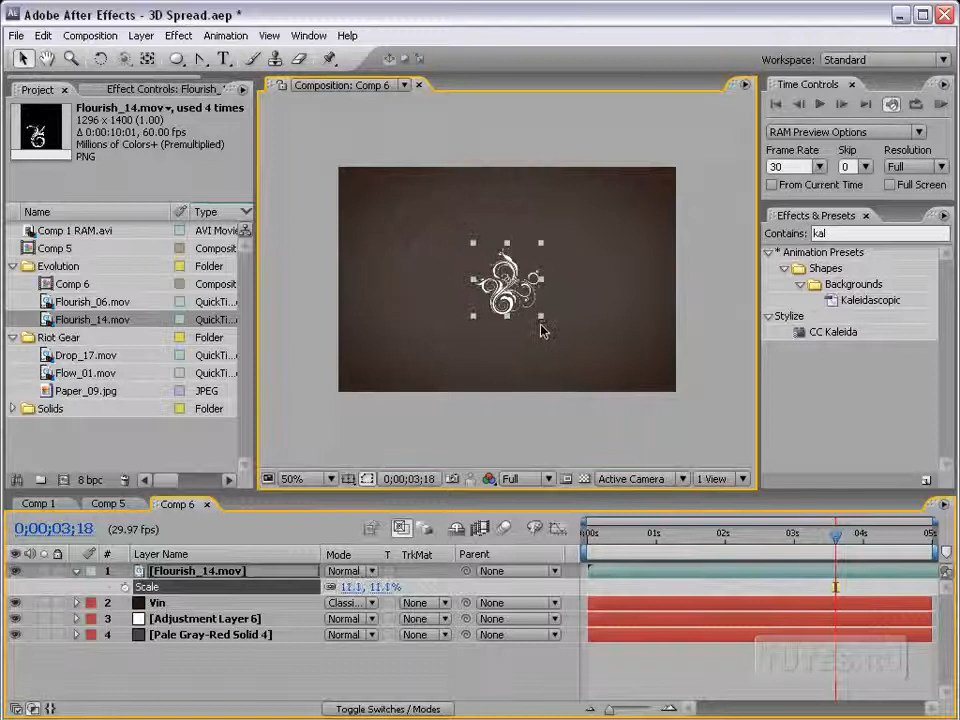 Adobe After Effects - 3D Spread.aep *
File Edit Composition Layer Effect Animation View Window Help
Workspace: Standard
Project Effect Controls: Flourish_
Composition: Comp 6
Time Controls
Flourish_14.mov, used 4 times
1296 x 1400 (1.00)
Δ 0:00:10:01, 60.00 fps
Millions of Colors+ (Premultiplied)
PNG
RAM Preview Options
Frame Rate Skip Resolution
30 0 Full
From Current Time Full Screen
Effects & Presets
Contains: kal
* Animation Presets
Shapes
Backgrounds
Kaleidoscopic
Stylize
CC Kaleida
Name Type
Comp 1 RAM.avi AVI Movie
Comp 5 Composit
Evolution Folder
Comp 6 Composit
Flourish_06.mov QuickTi...
Flourish_14.mov QuickTi...
Riot Gear Folder
Drop_17.mov QuickTi...
Flow_01.mov QuickTi...
Paper_09.jpg JPEG
Solids Folder
8 bpc
50% 0;00;03;18 Full Active Camera 1 View
Comp 1 Comp 5 Comp 6
0;00;03;18 (29.97 fps)
:00s 01s 02s 03s 04s 05s
# Layer Name Mode T TrkMat Parent
1 [Flourish_14.mov] Normal None
Scale 11.1, 11.1%
2 Vin Classi... None None
3 [Adjustment Layer 6] Normal None None
4 [Pale Gray-Red Solid 4] Normal None None
Toggle Switches / Modes